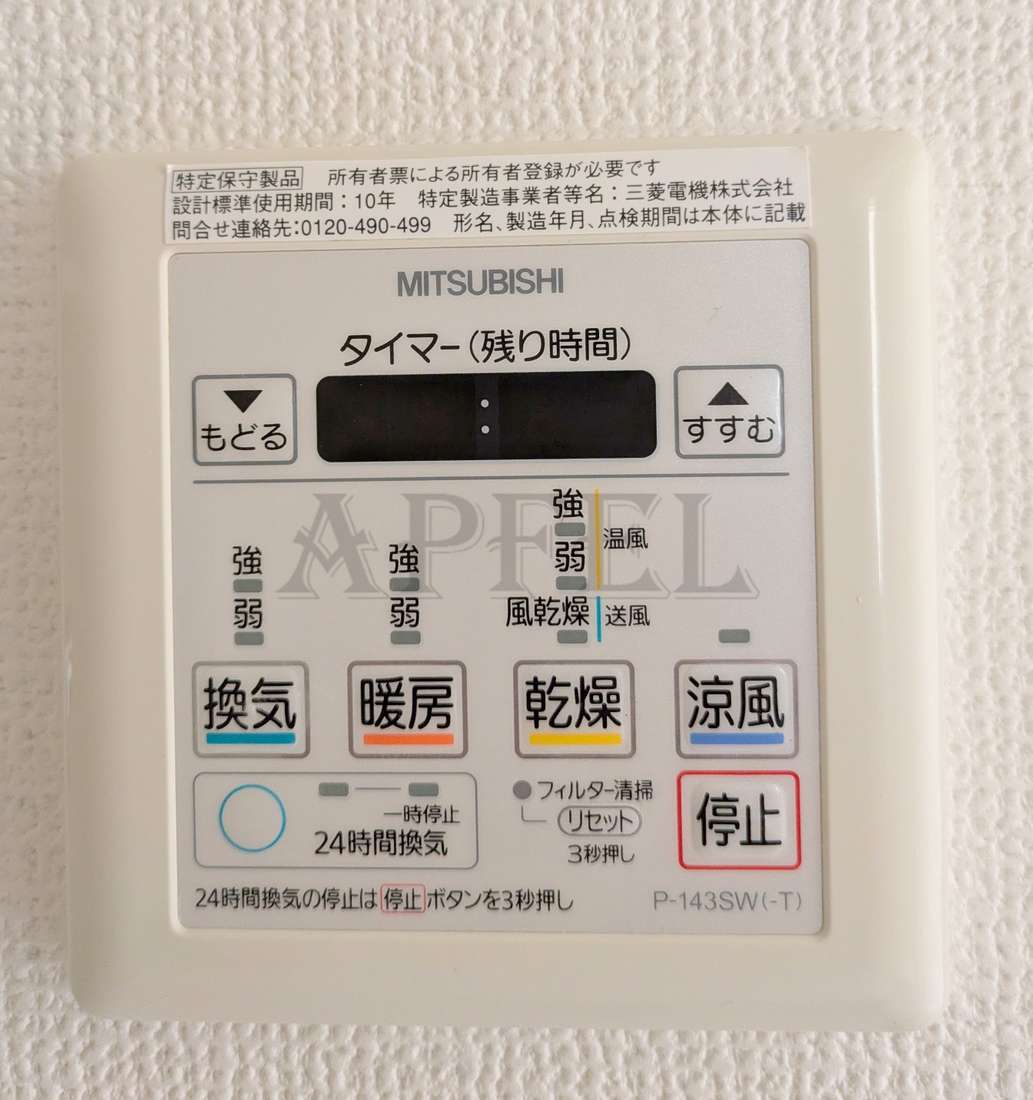 特定保守製品 所有者票による所有者登録が必要です
設計標準使用期間：10年 特定製造事業者等名：三菱電機株式会社
問合せ連絡先：0120-490-499 形名、製造年月、点検期間は本体に記載
MITSUBISHI
タイマー（残り時間）
▼
もどる
:
▲
すすむ
APFEL
強
弱
強
弱
強
弱
温風
風乾燥
送風
換気
暖房
乾燥
涼風
一時停止
24時間換気
フィルター清掃
リセット
3秒押し
停止
24時間換気の停止は 停止 ボタンを3秒押し
P-143SW(-T)